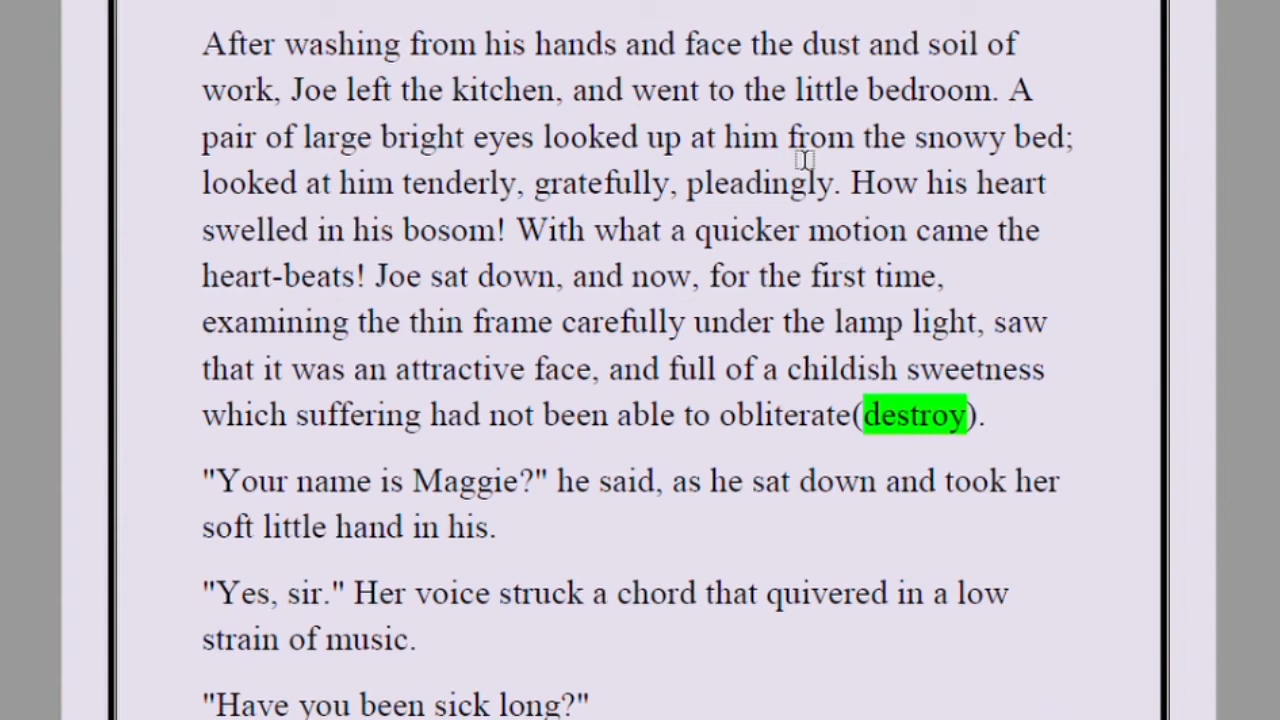 After washing from his hands and face the dust and soil of
work, Joe left the kitchen, and went to the little bedroom. A
pair of large bright eyes looked up at him from the snowy bed;
looked at him tenderly, gratefully, pleadingly. How his heart
swelled in his bosom! With what a quicker motion came the
heart-beats! Joe sat down, and now, for the first time,
examining the thin frame carefully under the lamp light, saw
that it was an attractive face, and full of a childish sweetness
which suffering had not been able to obliterate(destroy).
"Your name is Maggie?" he said, as he sat down and took her
soft little hand in his.
"Yes, sir." Her voice struck a chord that quivered in a low
strain of music.
"Have you been sick long?"